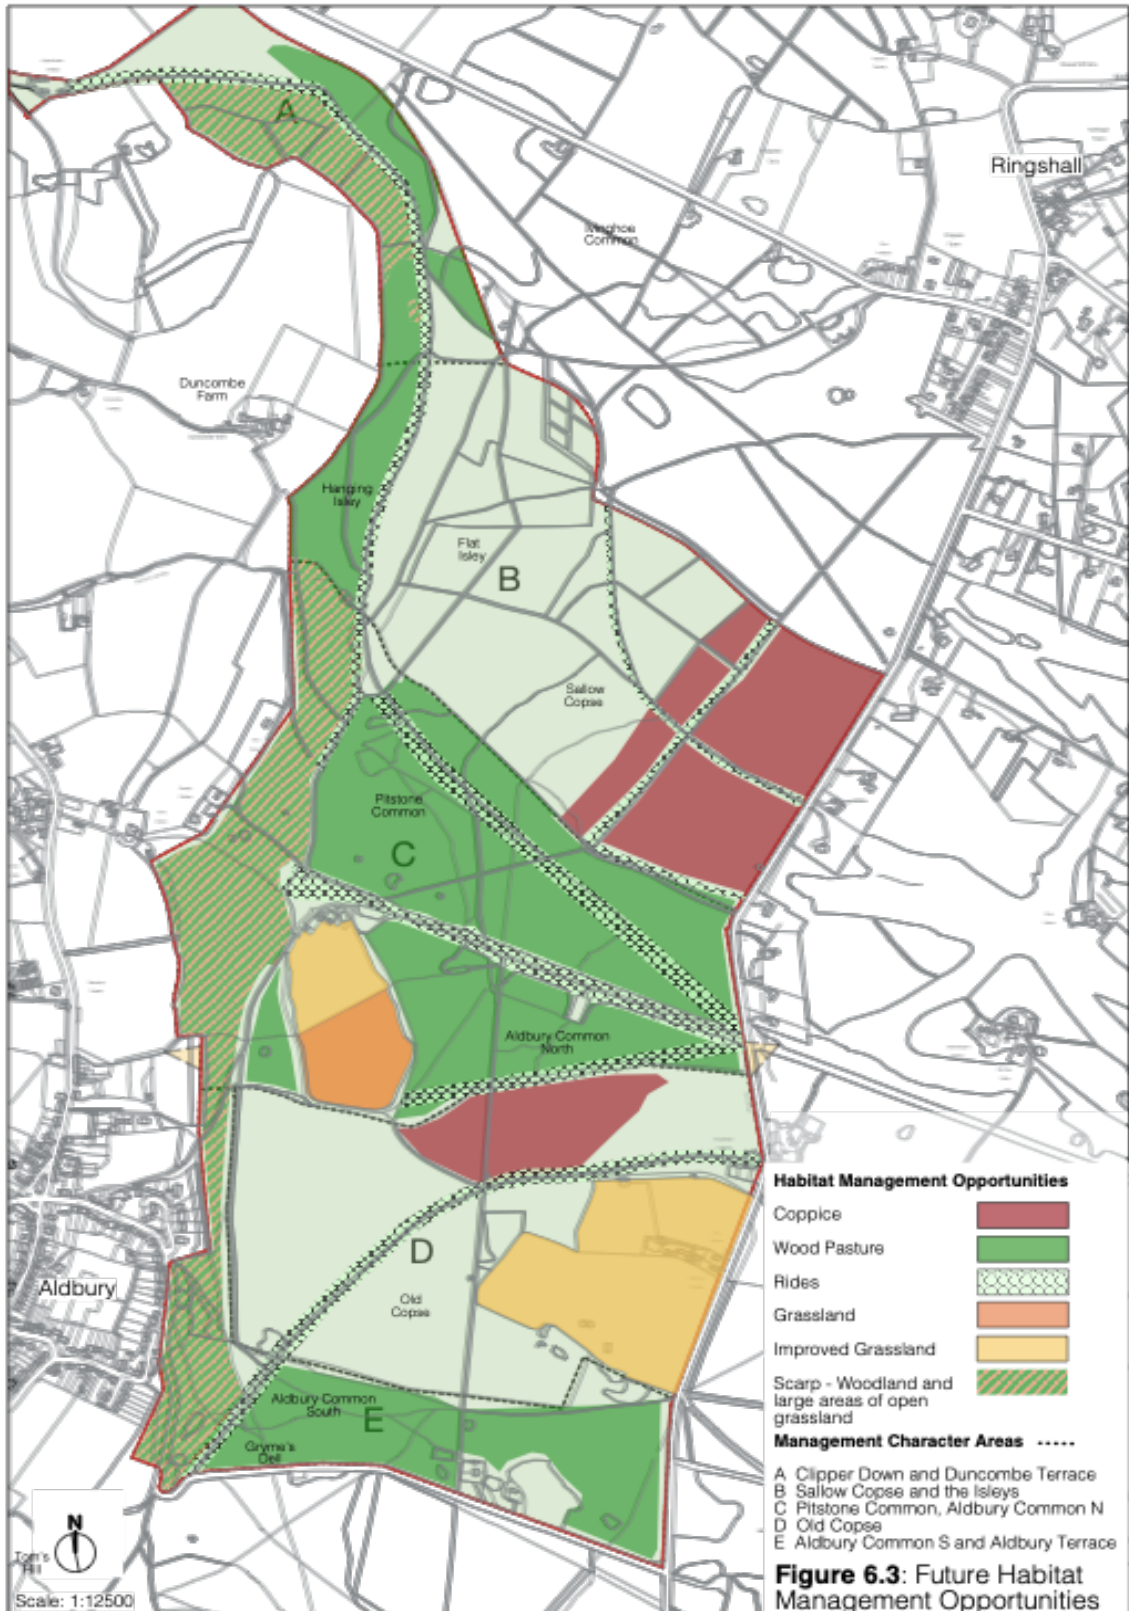 A
Ringshall
Ivinghoe
Common
Duncombe
Farm
Hanging
Isley
Flat
Isley
B
Sallow
Copse
Pitstone
Common
C
Aldbury Common
North
D
Old
Copse
Aldbury
Aldbury Common
South
E
Gryme's
Dell
N
Tom's
Hill
Scale: 1:12500
Habitat Management Opportunities
Coppice
Wood Pasture
Rides
Grassland
Improved Grassland
Scarp - Woodland and
large areas of open
grassland
Management Character Areas -----
A Clipper Down and Duncombe Terrace
B Sallow Copse and the Isleys
C Pitstone Common, Aldbury Common N
D Old Copse
E Aldbury Common S and Aldbury Terrace
Figure 6.3: Future Habitat
Management Opportunities